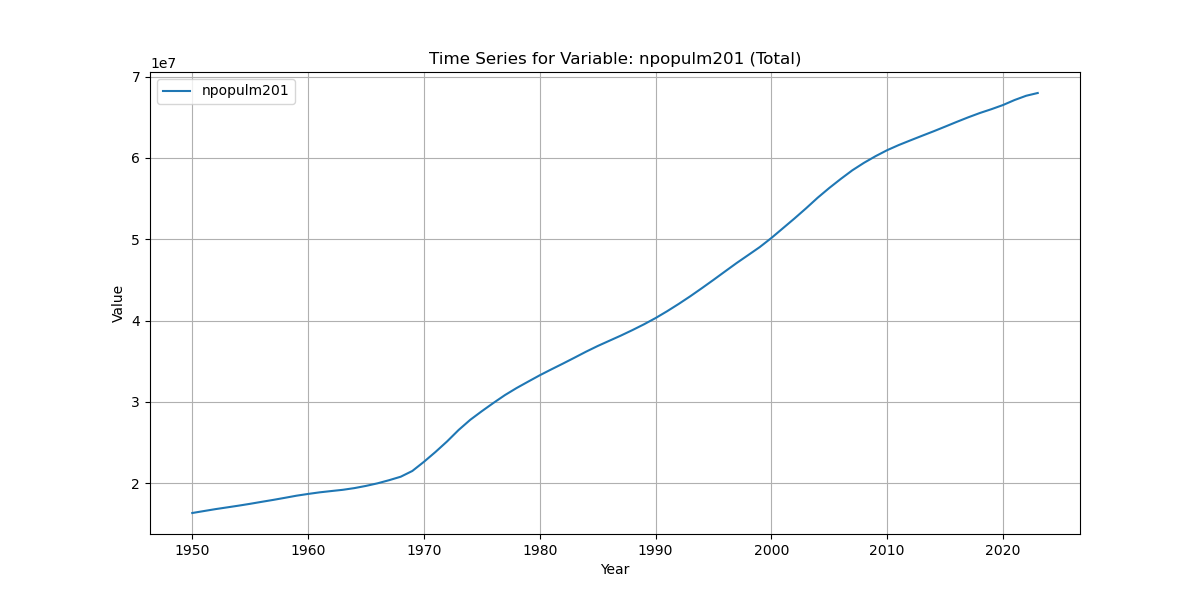 Time Series for Variable: npopulm201 (Total)
1e7
npopulm201
7
6
5
4
3
2
Value
1950 1960 1970 1980 1990 2000 2010 2020
Year